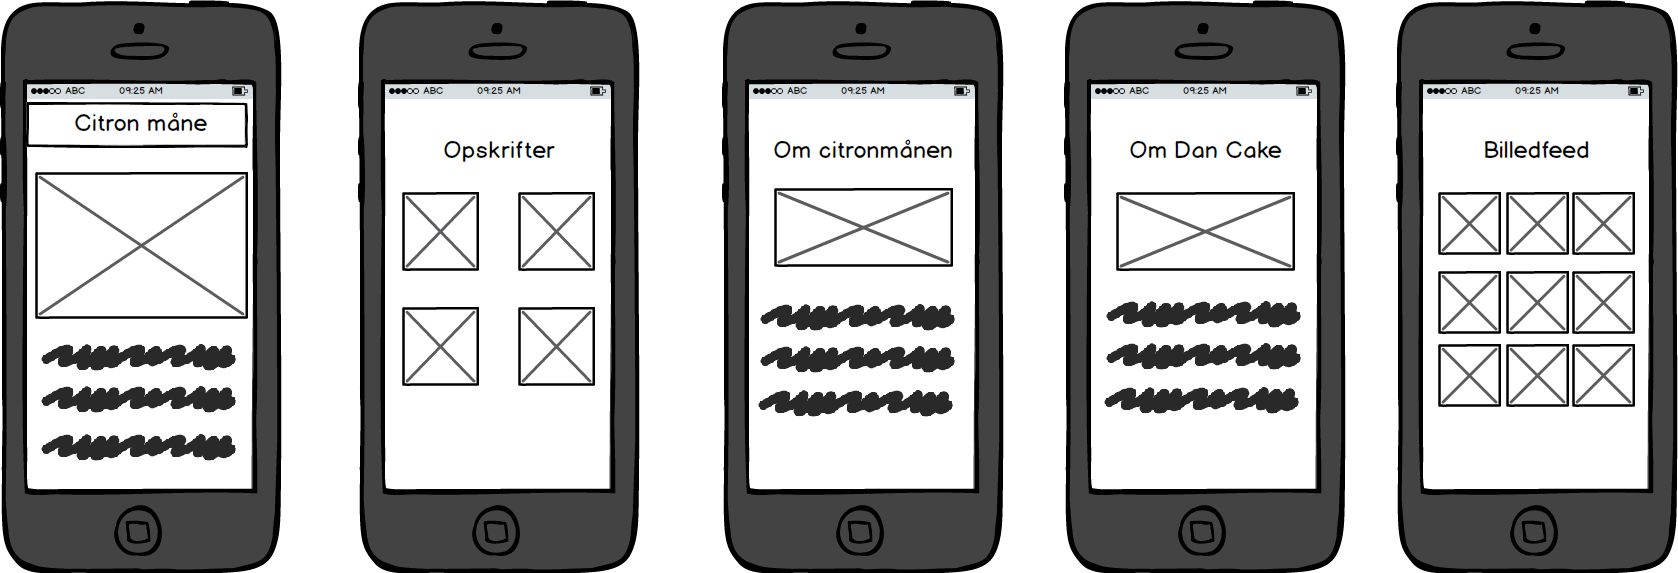 ABC 09:25 AM
Citron måne
ABC 09:25 AM
Opskrifter
ABC 09:25 AM
Om citronmånen
ABC 09:25 AM
Om Dan Cake
ABC 09:25 AM
Billedfeed